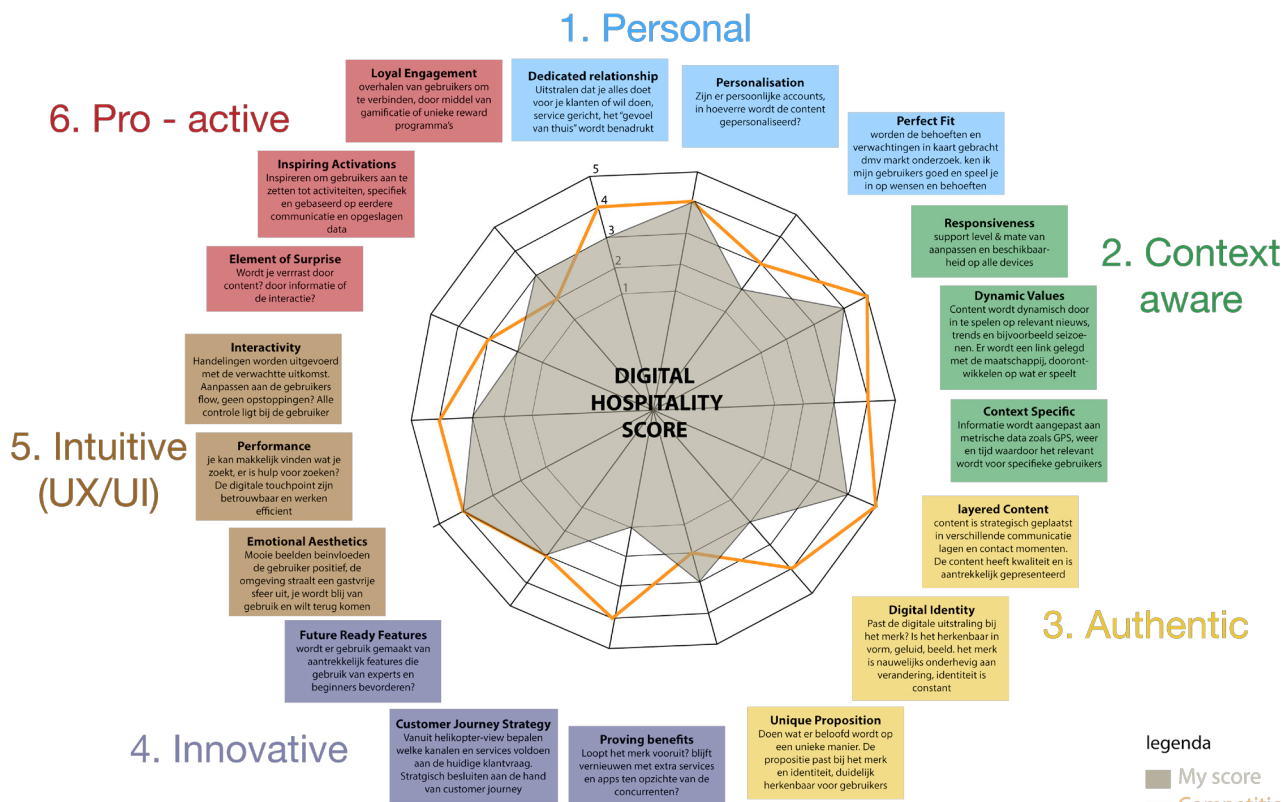 1. Personal
Dedicated relationship
Uitstralen dat je alles doet
voor je klanten of wil doen,
service gericht, het "gevoel
van thuis" wordt benadrukt
Personalisation
Zijn er persoonlijke accounts,
in hoeverre wordt de content
gepersonaliseerd?
Perfect Fit
worden de behoeften en
verwachtingen in kaart gebracht
dmv markt onderzoek. ken ik
mijn gebruikers goed en speel je
in op wensen en behoeften
2. Context
aware
Responsiveness
support level & mate van
aanpassen en beschikbaar-
heid op alle devices
Dynamic Values
Content wordt dynamisch door
in te spelen op relevant nieuws,
trends en bijvoorbeeld seizoe-
nen. Er wordt een link gelegd
met de maatschappij, dooront-
wikkelen op wat er speelt
Context Specific
Informatie wordt aangepast aan
metrische data zoals GPS, weer
en tijd waardoor het relevant
wordt voor specifieke gebruikers
3. Authentic
layered Content
content is strategisch geplaatst
in verschillende communicatie
lagen en contact momenten.
De content heeft kwaliteit en is
aantrekkelijk gepresenteerd
Digital Identity
Past de digitale uitstraling bij
het merk? Is het herkenbaar in
vorm, geluid, beeld. het merk
is nauwelijks onderhevig aan
verandering, identiteit is
constant
Unique Proposition
Doen wat er beloofd wordt op
een unieke manier. De
propositie past bij het merk
en identiteit, duidelijk
herkenbaar voor gebruikers
4. Innovative
Proving benefits
Loopt het merk vooruit? blijft
vernieuwen met extra services
en apps ten opzichte van de
concurrenten?
Customer Journey Strategy
Vanuit helikopter-view bepalen
welke kanalen en services voldoen
aan de huidige klantvraag.
Stratgisch besluiten aan de hand
van customer journey
Future Ready Features
wordt er gebruik gemaakt van
aantrekkelijk features die
gebruik van experts en
beginners bevorderen?
5. Intuitive
(UX/UI)
Emotional Aesthetics
Mooie beelden beinvloeden
de gebruiker positief, de
omgeving straalt een gastvrije
sfeer uit, je wordt blij van
gebruik en wilt terug komen
Performance
je kan makkelijk vinden wat je
zoekt, er is hulp voor zoeken?
De digitale touchpoint zijn
betrouwbaar en werken
efficient
Interactivity
Handelingen worden uitgevoerd
met de verwachtte uitkomst.
Aanpassen aan de gebruikers
flow, geen opstoppingen? Alle
controle ligt bij de gebruiker
6. Pro - active
Element of Surprise
Wordt je verrast door
content? door informatie of
de interactie?
Inspiring Activations
Inspireren om gebruikers aan te
zetten tot activiteiten, specifiek
en gebaseerd op eerdere
communicatie en opgeslagen
data
Loyal Engagement
overhalen van gebruikers om
te verbinden, door middel van
gamificatie of unieke reward
programma's
5
4
3
2
1
DIGITAL
HOSPITALITY
SCORE
legenda
My score